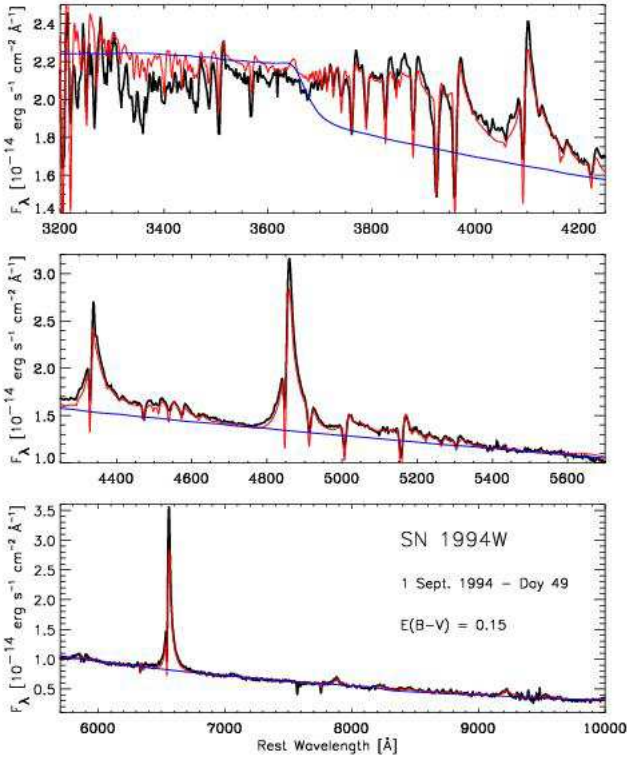 2.4
2.2
2.0
1.8
1.6
1.4
F_λ [10⁻¹⁴ erg s⁻¹ cm⁻² Å⁻¹]
3200 3400 3600 3800 4000 4200
3.0
2.5
2.0
1.5
1.0
F_λ [10⁻¹⁴ erg s⁻¹ cm⁻² Å⁻¹]
4400 4600 4800 5000 5200 5400 5600
3.5
3.0
2.5
2.0
1.5
1.0
0.5
F_λ [10⁻¹⁴ erg s⁻¹ cm⁻² Å⁻¹]
SN 1994W
1 Sept. 1994 – Day 49
E(B−V) = 0.15
6000 7000 8000 9000 10000
Rest Wavelength [Å]